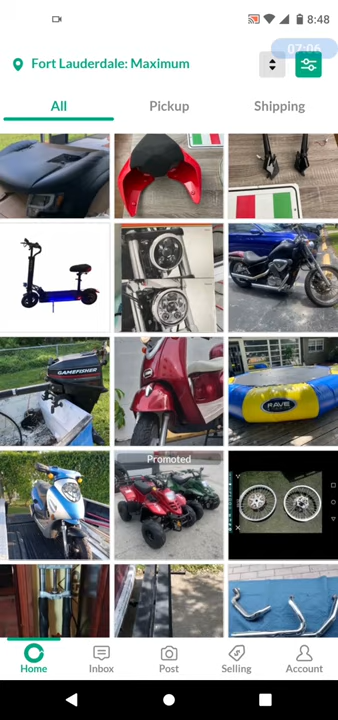 8:48
07:06
Fort Lauderdale: Maximum
All
Pickup
Shipping
GAMEFISHER
RAVE
Promoted
Home
Inbox
Post
Selling
Account